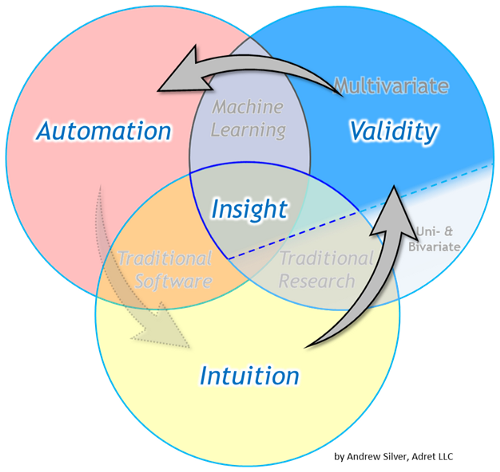 Multivariate
Machine
Learning
Automation
Validity
Insight
Uni- &
Bivariate
Traditional
Software
Traditional
Research
Intuition
by Andrew Silver, Adret LLC